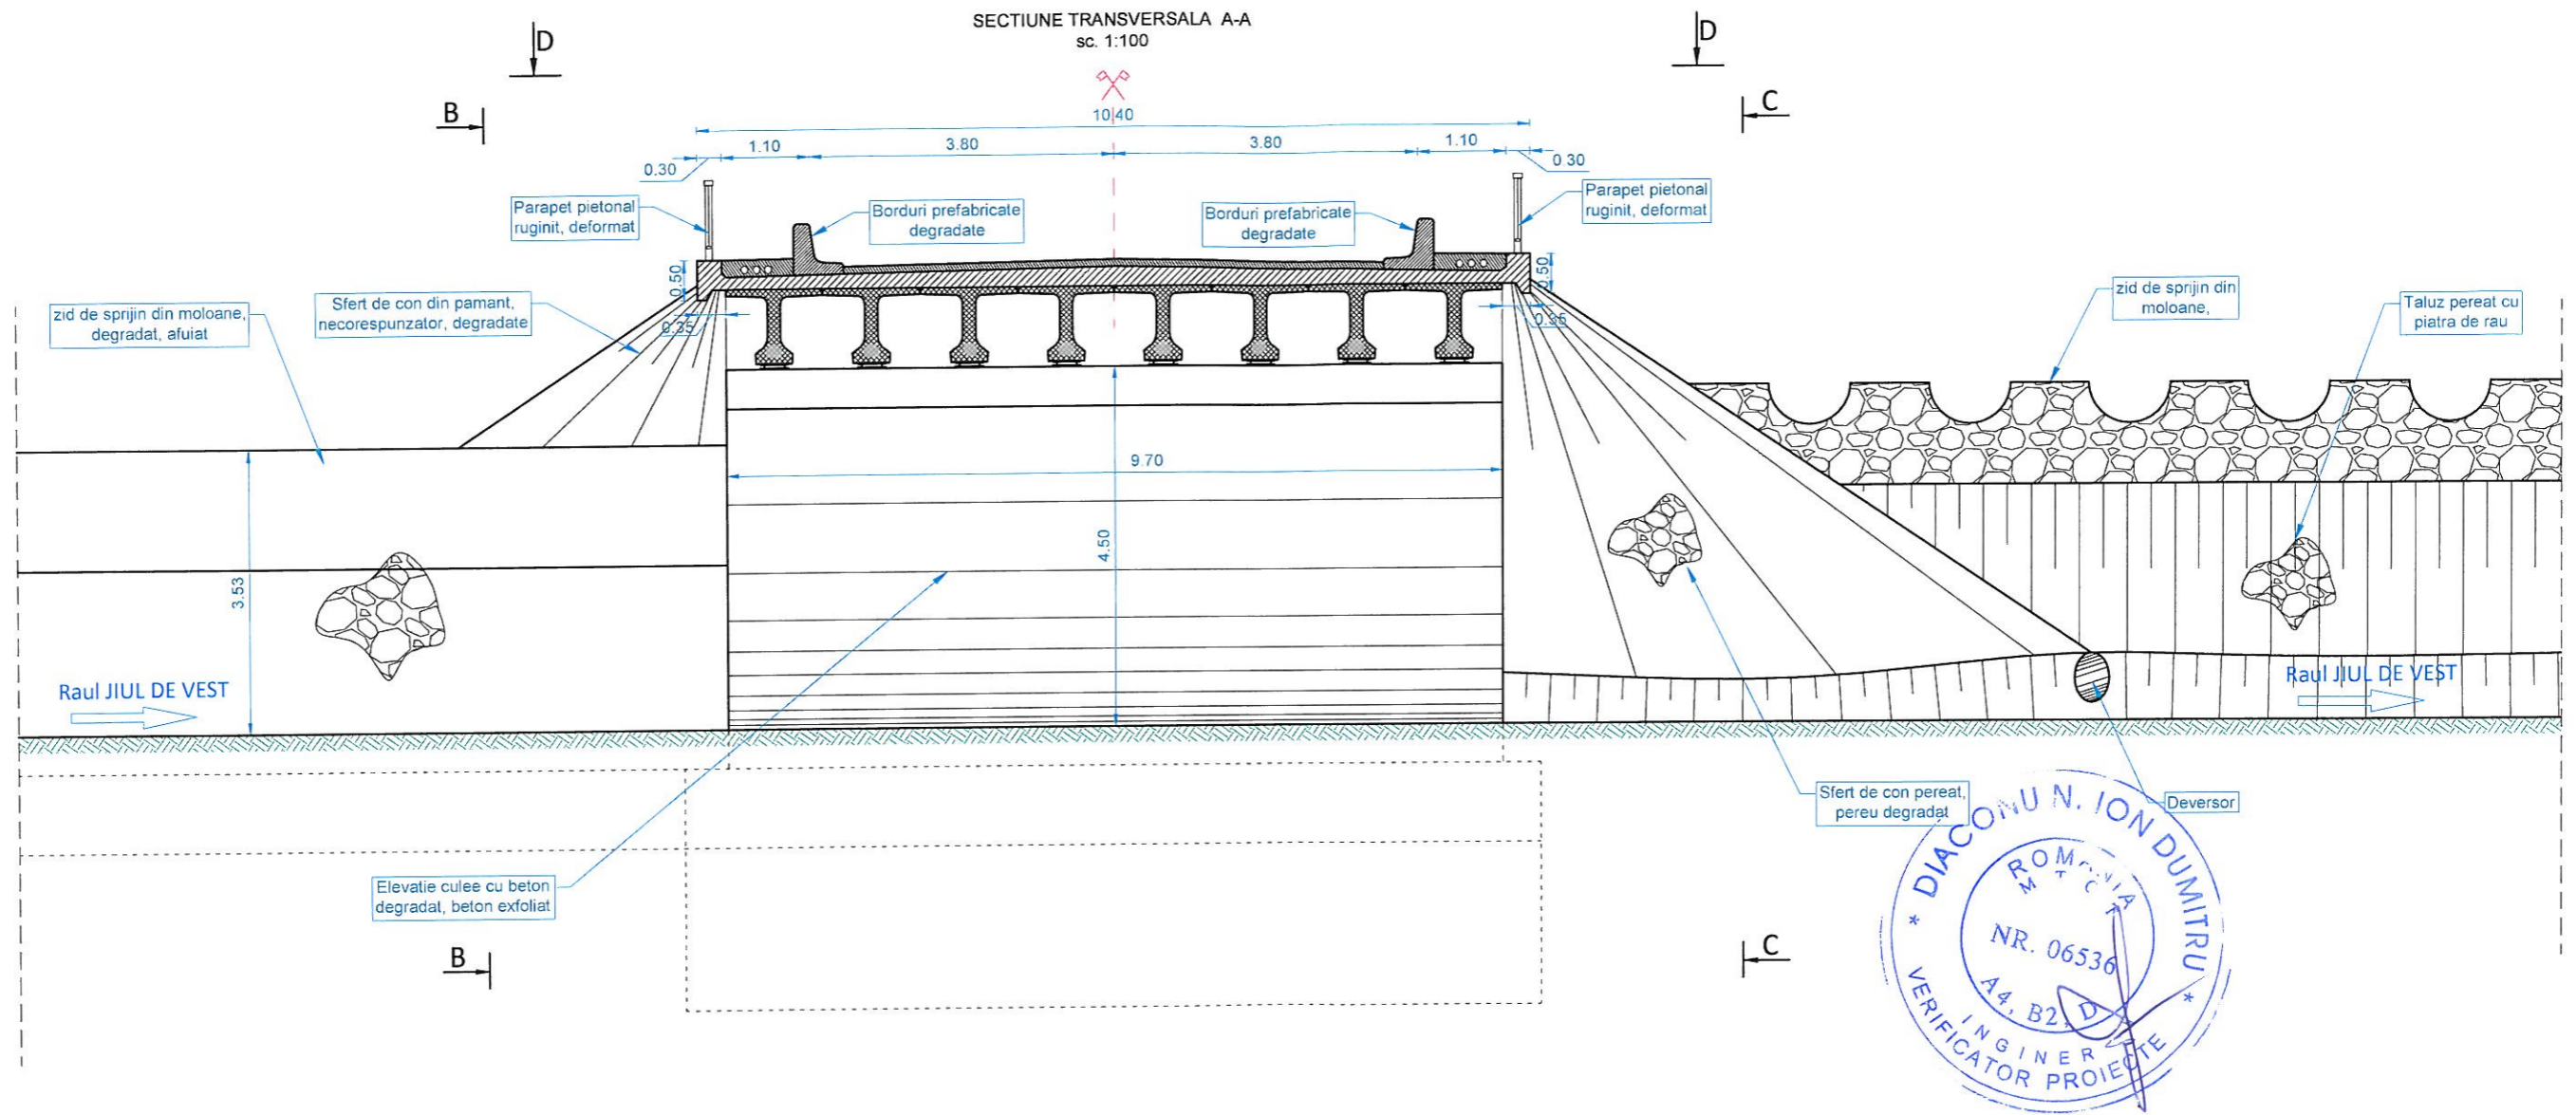 SECTIUNE TRANSVERSALA A-A
sc. 1:100
D
D
B
C
10.40
1.10
3.80
3.80
1.10
0.30
0.30
Parapet pietonal
ruginit, deformat
Borduri prefabricate
degradate
Borduri prefabricate
degradate
Parapet pietonal
ruginit, deformat
0.50
0.50
zid de sprijin din moloane,
degradat, afuiat
Sfert de con din pamant,
necorespunzator, degradate
0.35
0.35
zid de sprijin din
moloane,
Taluz pereat cu
piatra de rau
9.70
4.50
3.53
Raul JIUL DE VEST
Raul JIUL DE VEST
Sfert de con pereat,
pereu degradat
Deversor
Elevatie culee cu beton
degradat, beton exfoliat
B
C
* DIACONU N. ION DUMITRU *
ROMANIA
M T C T
NR. 06536
A4, B2, D
INGINER
VERIFICATOR PROIECTE